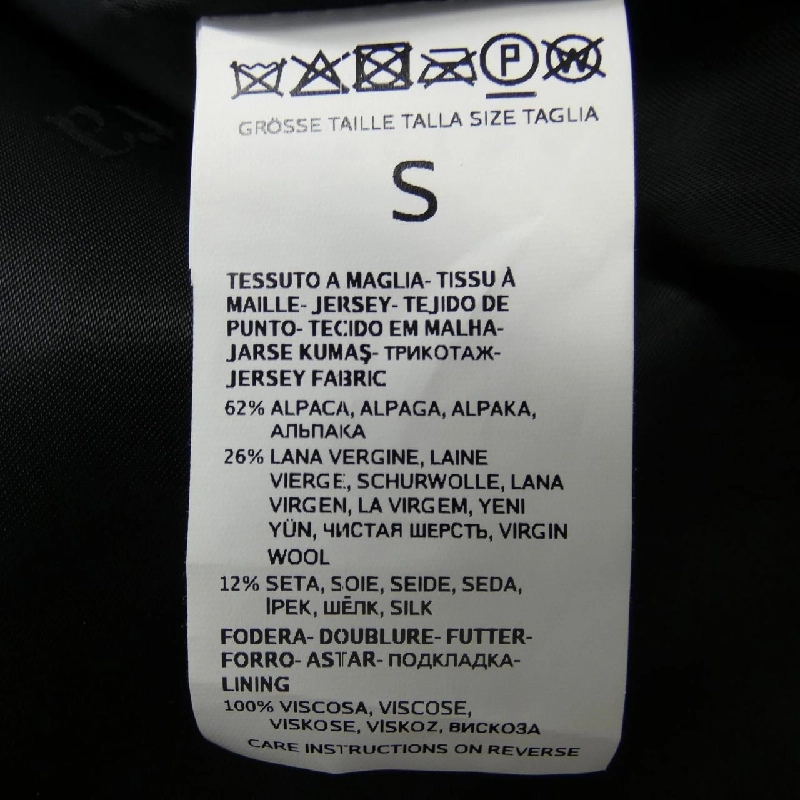 P W
GRÖSSE TAILLE TALLA SIZE TAGLIA
S
TESSUTO A MAGLIA- TISSU À
MAILLE- JERSEY- TEJIDO DE
PUNTO- TECIDO EM MALHA-
JARSE KUMAŞ- ТРИКОТАЖ-
JERSEY FABRIC
62% ALPACA, ALPAGA, ALPAKA,
АЛЬПАКА
26% LANA VERGINE, LAINE
VIERGE, SCHURWOLLE, LANA
VIRGEN, LA VIRGEM, YENI
YÜN, ЧИСТАЯ ШЕРСТЬ, VIRGIN
WOOL
12% SETA, SOIE, SEIDE, SEDA,
İPEK, ШЁЛК, SILK
FODERA- DOUBLURE- FUTTER-
FORRO- ASTAR- ПОДКЛАДКА-
LINING
100% VISCOSA, VISCOSE,
VISKOSE, VİSKOZ, ВИСКОЗА
CARE INSTRUCTIONS ON REVERSE